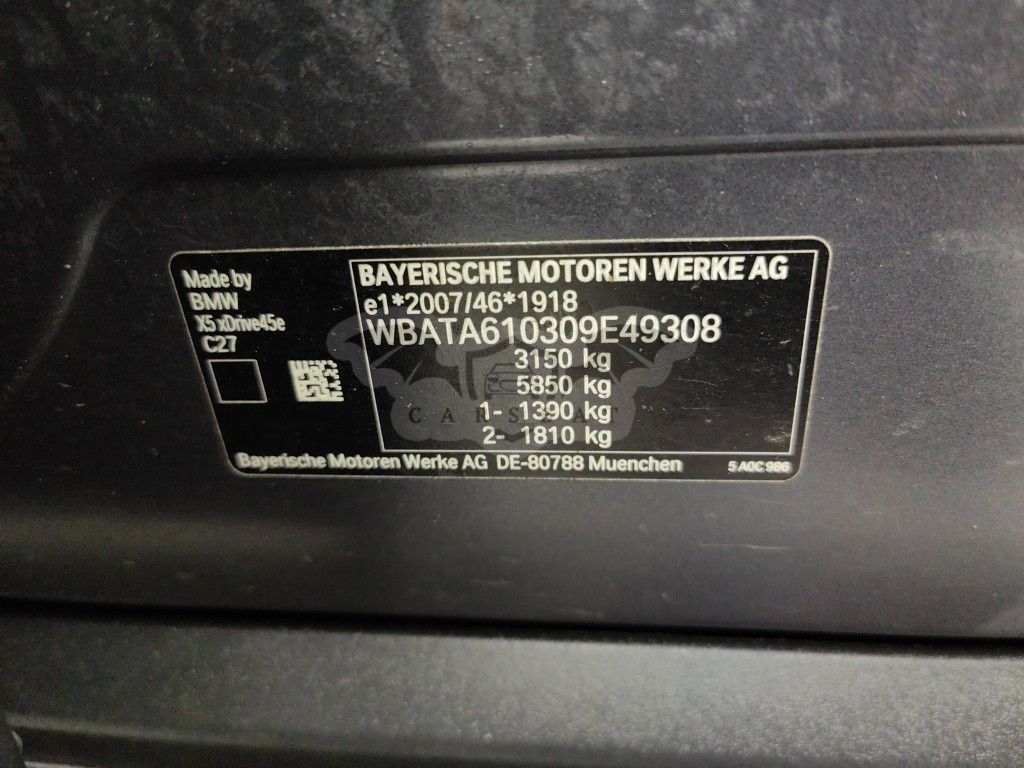 Made by
BMW
X5 xDrive45e
C27
BAYERISCHE MOTOREN WERKE AG
e1*2007/46*1918
WBATA610309E49308
3150 kg
5850 kg
1- 1390 kg
2- 1810 kg
Bayerische Motoren Werke AG DE-80788 Muenchen
5 A0C 986